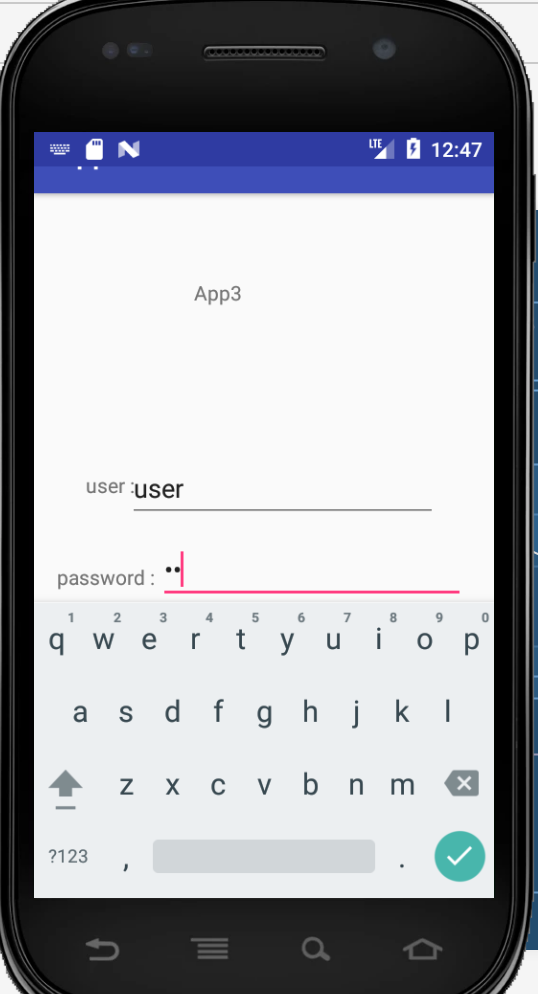 LTE 12:47
App3
user :user
password : ••
1 2 3 4 5 6 7 8 9 0
q w e r t y u i o p
a s d f g h j k l
z x c v b n m
?123 , .